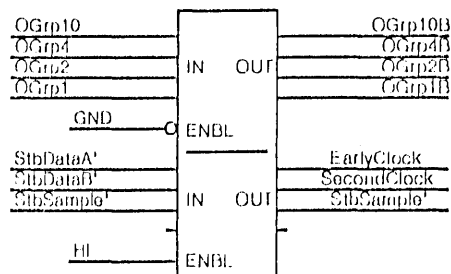 OGrp10 OGrp10B
OGrp4 OGrp4B
OGrp2 IN OUT OGrp2B
OGrp1 OGrp1B
GND ENBL
StbDataA' EarlyClock
StbDataB' SecondClock
StbSample' IN OUT StbSample'
HI ENBL